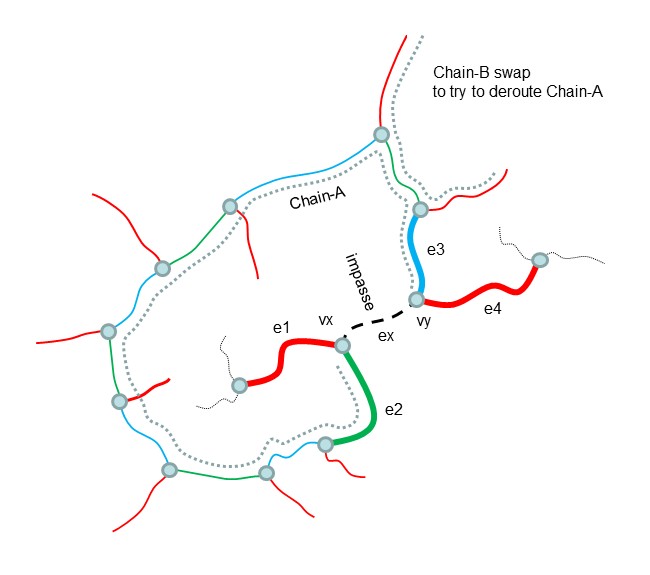 Chain-B swap
to try to deroute Chain-A
Chain-A
e3
impasse
e4
e1
vx
ex
vy
e2